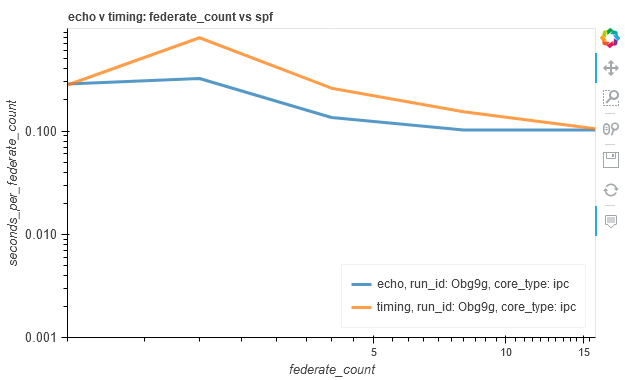 echo v timing: federate_count vs spf
seconds_per_federate_count
0.100
0.010
0.001
echo, run_id: Obg9g, core_type: ipc
timing, run_id: Obg9g, core_type: ipc
5
10
15
federate_count